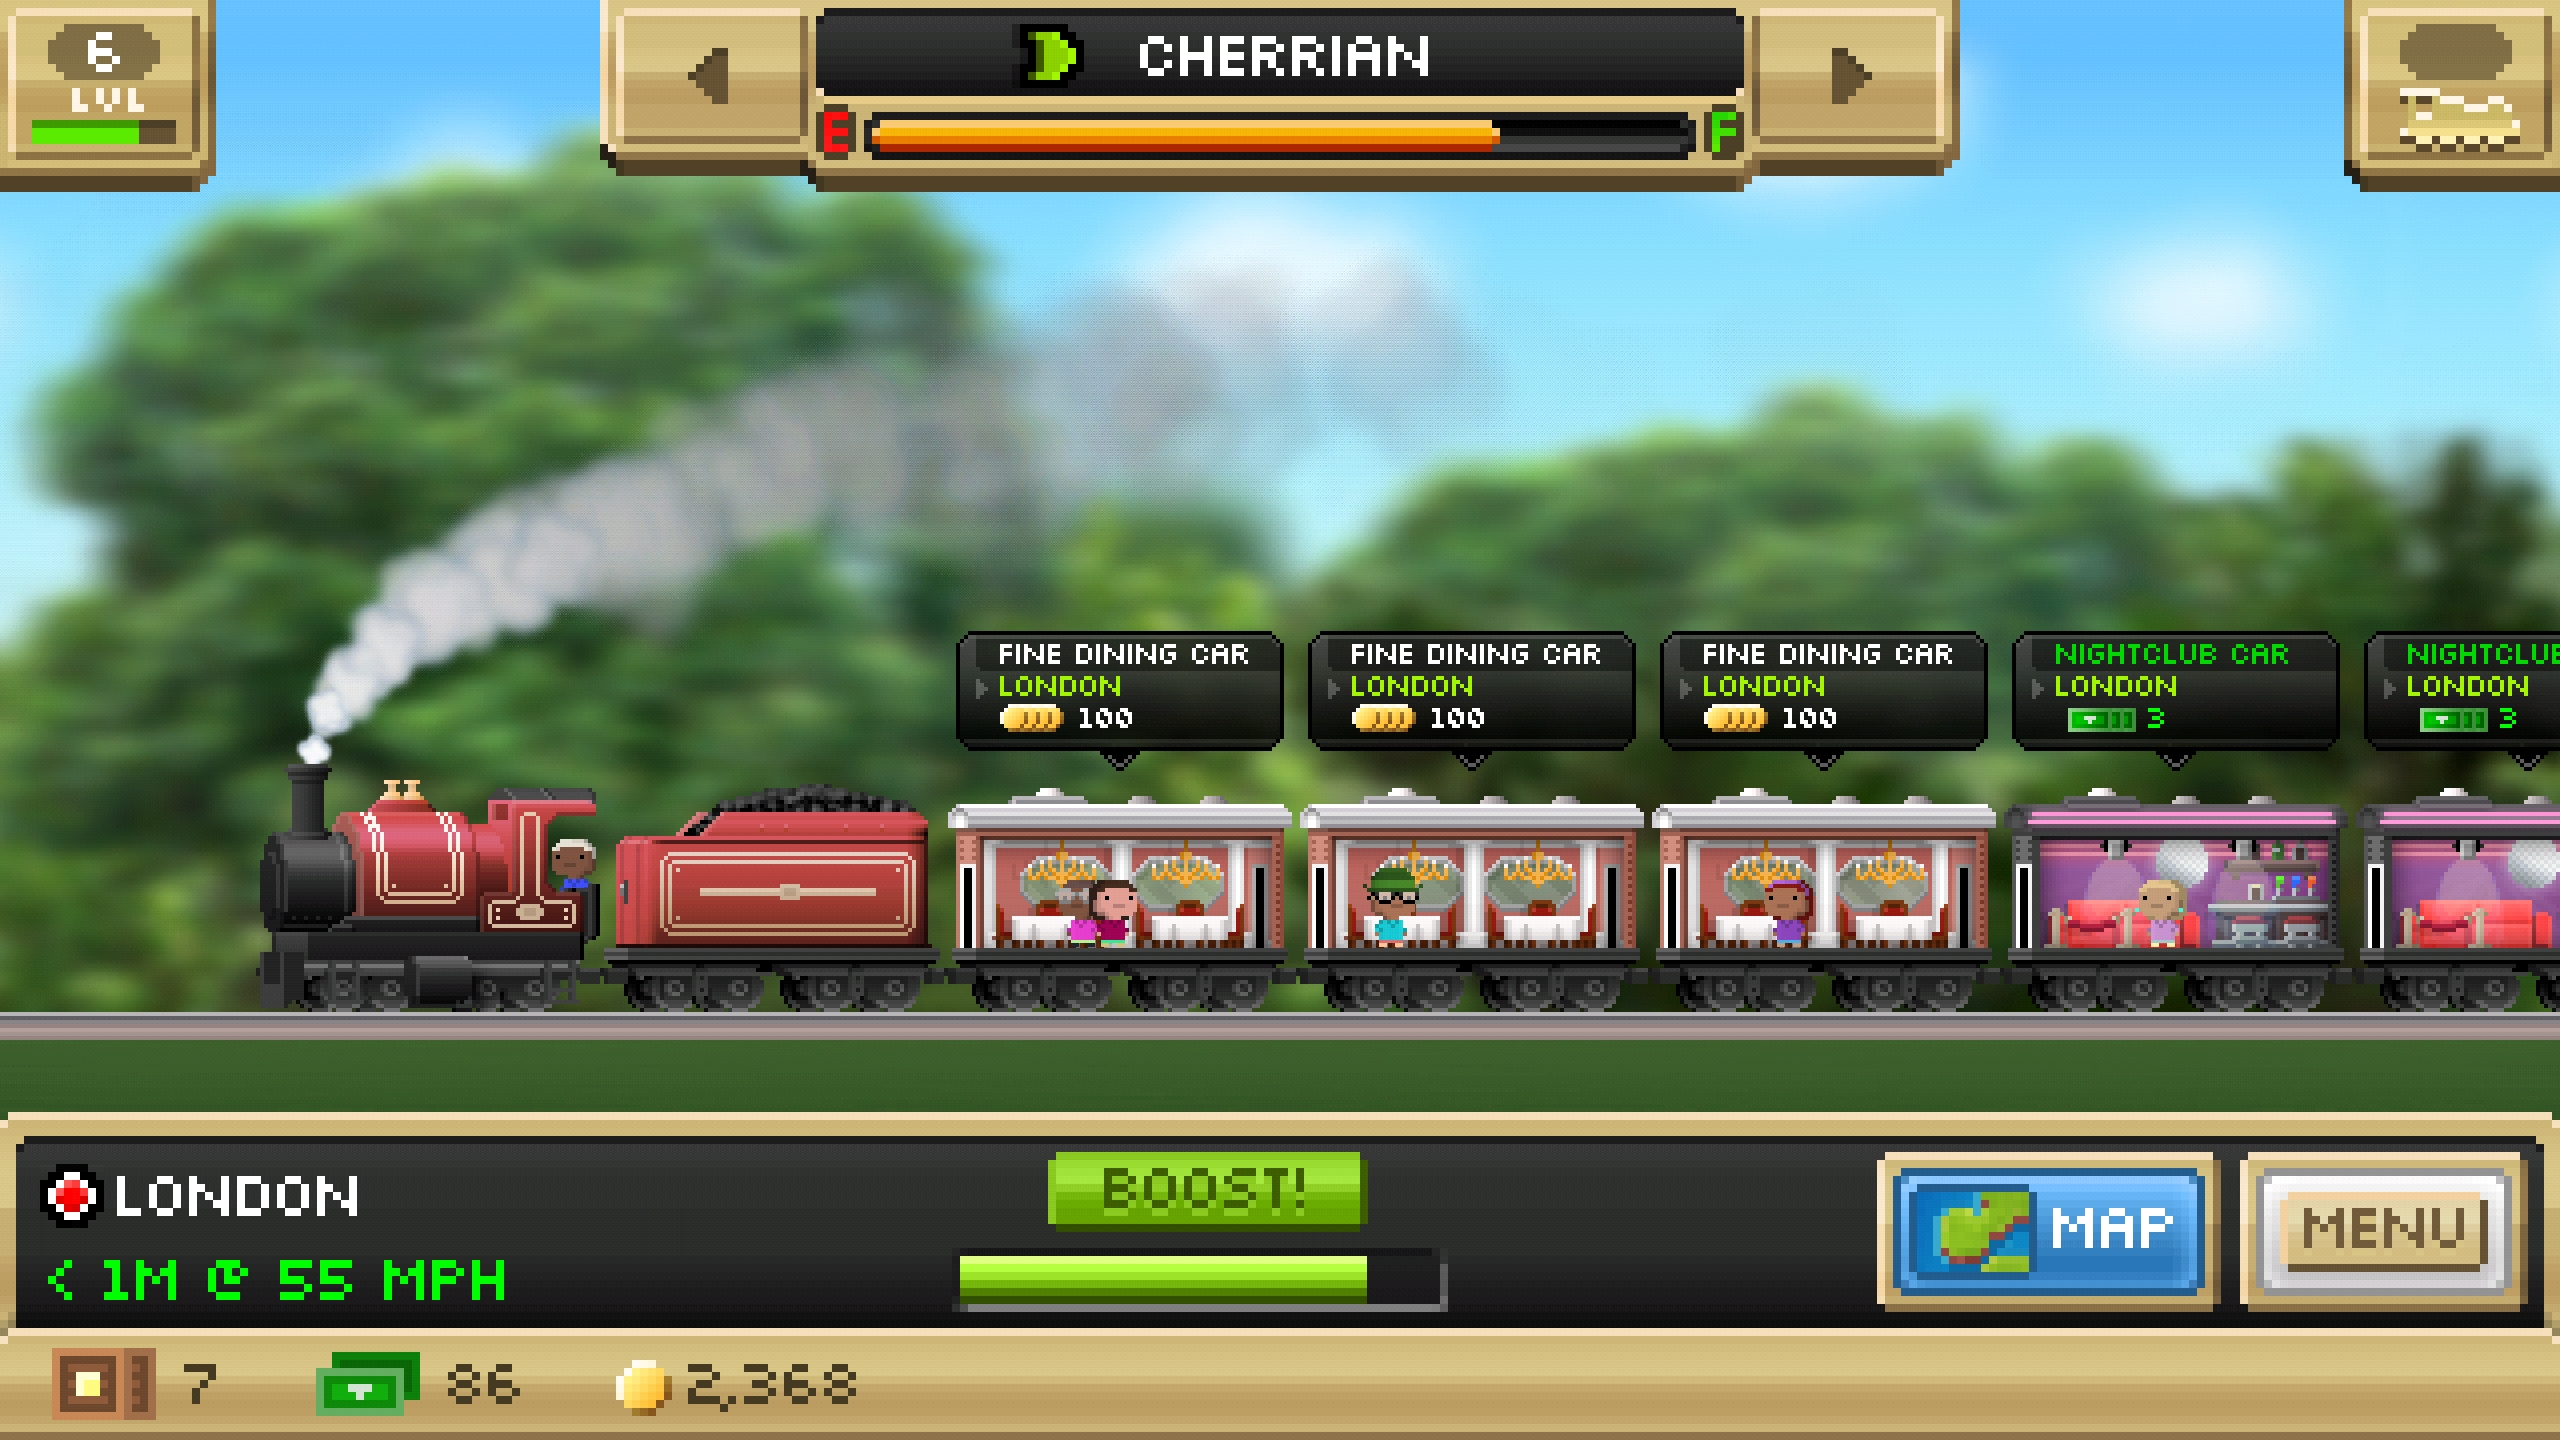 6
LVL
CHERRIAN
E F
FINE DINING CAR
LONDON
100
FINE DINING CAR
LONDON
100
FINE DINING CAR
LONDON
100
NIGHTCLUB CAR
LONDON
3
NIGHTCLUB
LONDON
3
LONDON
< 1M @ 55 MPH
BOOST!
MAP
MENU
7
86
2,368